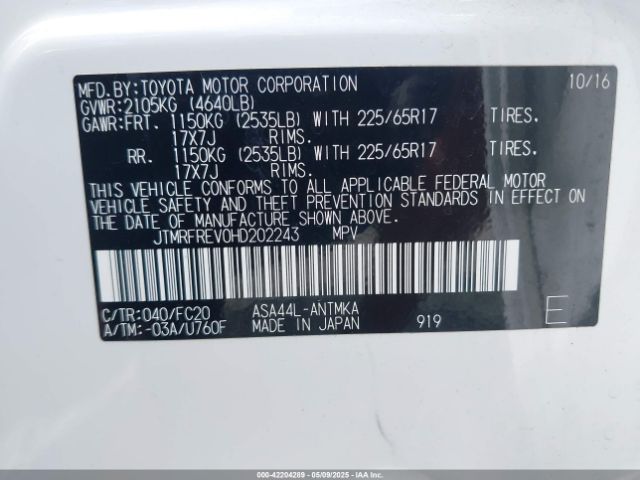 MFD.BY:TOYOTA MOTOR CORPORATION 10/16
GVWR:2105KG (4640LB)
GAWR:FRT. 1150KG (2535LB) WITH 225/65R17 TIRES.
17X7J RIMS.
RR. 1150KG (2535LB) WITH 225/65R17 TIRES.
17X7J RIMS.
THIS VEHICLE CONFORMS TO ALL APPLICABLE FEDERAL MOTOR
VEHICLE SAFETY AND THEFT PREVENTION STANDARDS IN EFFECT ON
THE DATE OF MANUFACTURE SHOWN ABOVE.
JTMRFREV0HD202243 MPV
C/TR:040/FC20 ASA44L-ANTMKA
A/TM:-03A/U760F MADE IN JAPAN 919 E
000-42204289 - 05/09/2025 - IAA, Inc.